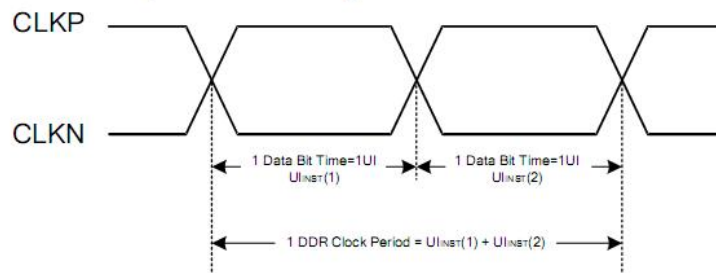 CLKP
CLKN
1 Data Bit Time=1UI
UIINST(1)
1 Data Bit Time=1UI
UIINST(2)
1 DDR Clock Period = UIINST(1) + UIINST(2)